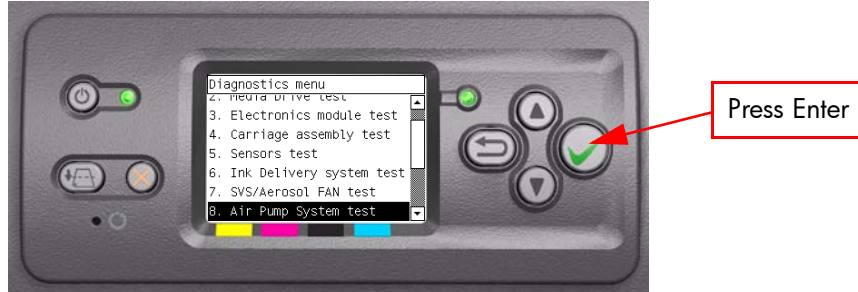 Diagnostics menu
2. Media Drive test
3. Electronics module test
4. Carriage assembly test
5. Sensors test
6. Ink Delivery system test
7. SVS/Aerosol FAN test
8. Air Pump System test
Press Enter